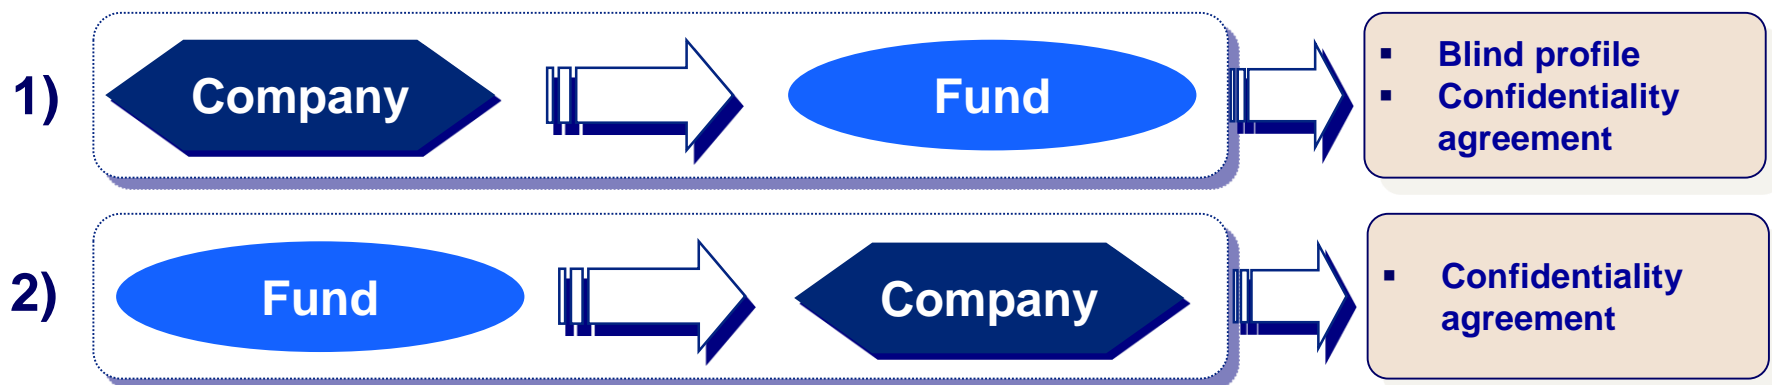 1)
Company
Fund
▪ Blind profile
▪ Confidentiality
agreement
2)
Fund
Company
▪ Confidentiality
agreement